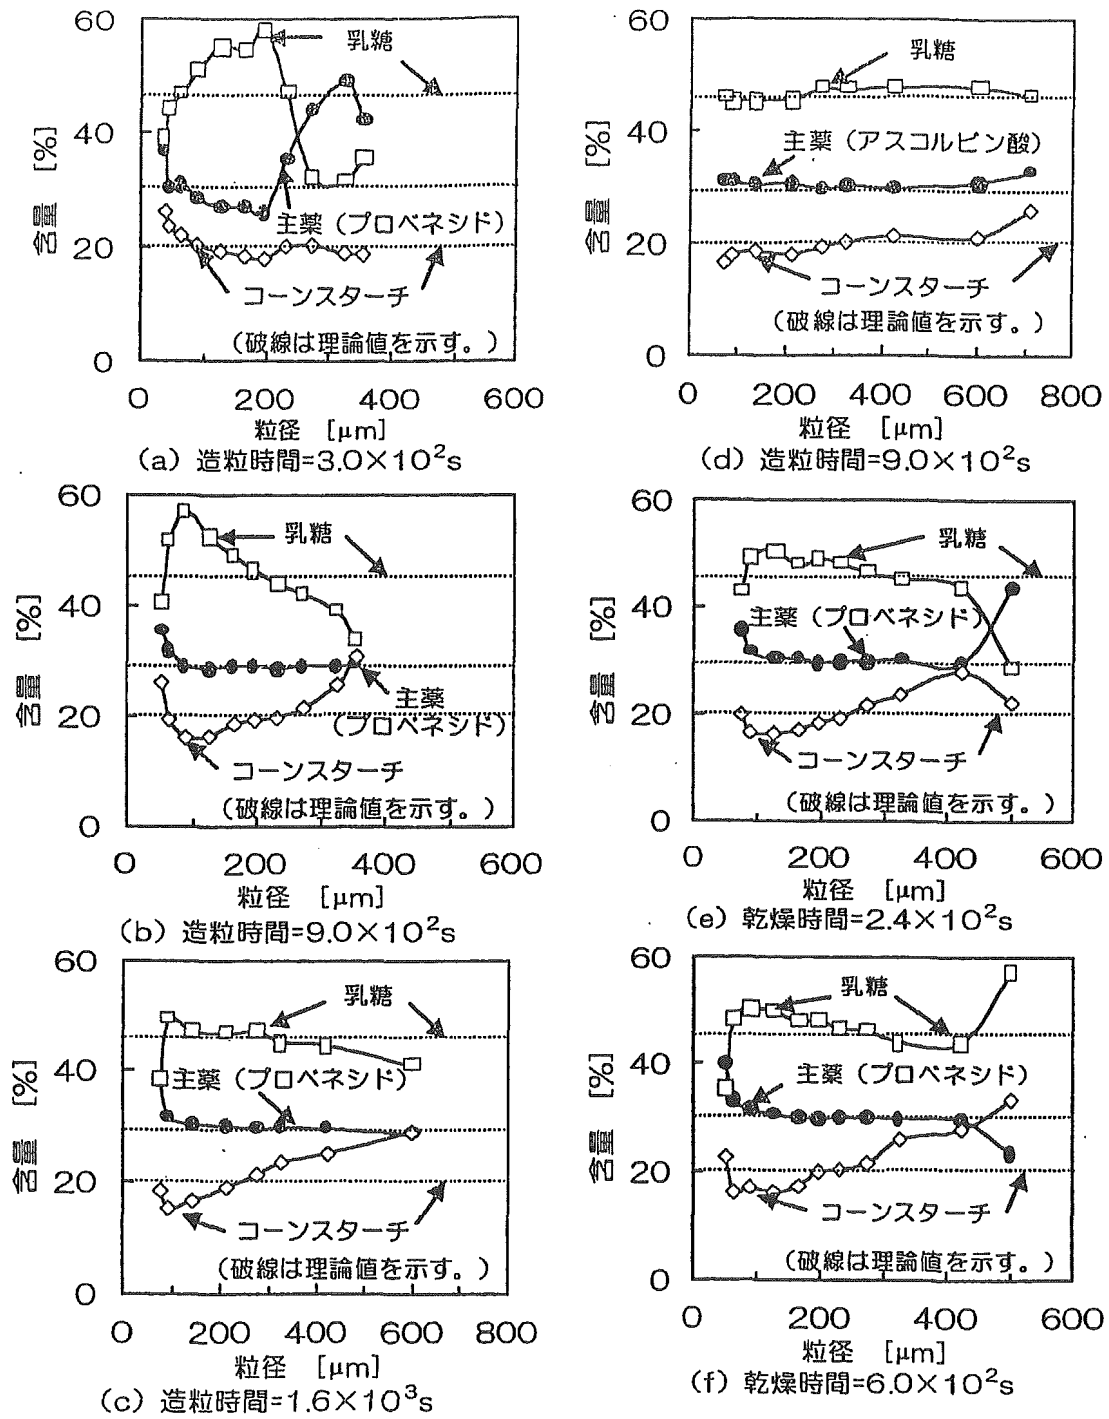 60
40
20
0
含量 [%]
乳糖
主薬(プロベネシド)
コーンスターチ
(破線は理論値を示す。)
0 200 400 600
粒径 [μm]
(a) 造粒時間=3.0×10²s
60
40
20
0
含量 [%]
乳糖
主薬
(プロベネシド)
コーンスターチ
(破線は理論値を示す。)
0 200 400 600
粒径 [μm]
(b) 造粒時間=9.0×10²s
60
40
20
0
含量 [%]
乳糖
主薬(プロベネシド)
コーンスターチ
(破線は理論値を示す。)
0 200 400 600 800
粒径 [μm]
(c) 造粒時間=1.6×10³s
60
40
20
0
含量 [%]
乳糖
主薬(アスコルビン酸)
コーンスターチ
(破線は理論値を示す。)
0 200 400 600 800
粒径 [μm]
(d) 造粒時間=9.0×10²s
60
40
20
0
含量 [%]
乳糖
主薬(プロベネシド)
コーンスターチ
(破線は理論値を示す。)
0 200 400 600
粒径 [μm]
(e) 乾燥時間=2.4×10²s
60
40
20
0
含量 [%]
乳糖
主薬(プロベネシド)
コーンスターチ
(破線は理論値を示す。)
0 200 400 600
粒径 [μm]
(f) 乾燥時間=6.0×10²s